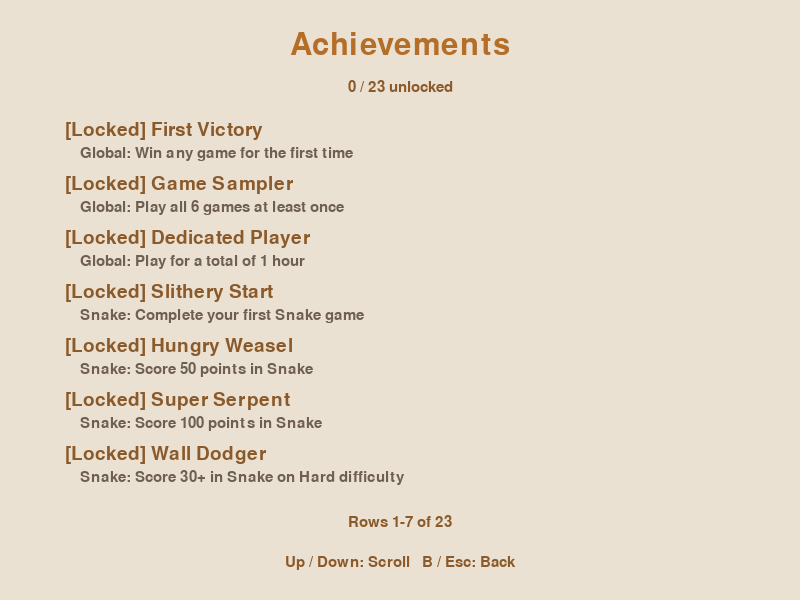 Achievements
0 / 23 unlocked
[Locked] First Victory
Global: Win any game for the first time
[Locked] Game Sampler
Global: Play all 6 games at least once
[Locked] Dedicated Player
Global: Play for a total of 1 hour
[Locked] Slithery Start
Snake: Complete your first Snake game
[Locked] Hungry Weasel
Snake: Score 50 points in Snake
[Locked] Super Serpent
Snake: Score 100 points in Snake
[Locked] Wall Dodger
Snake: Score 30+ in Snake on Hard difficulty
Rows 1-7 of 23
Up / Down: Scroll   B / Esc: Back